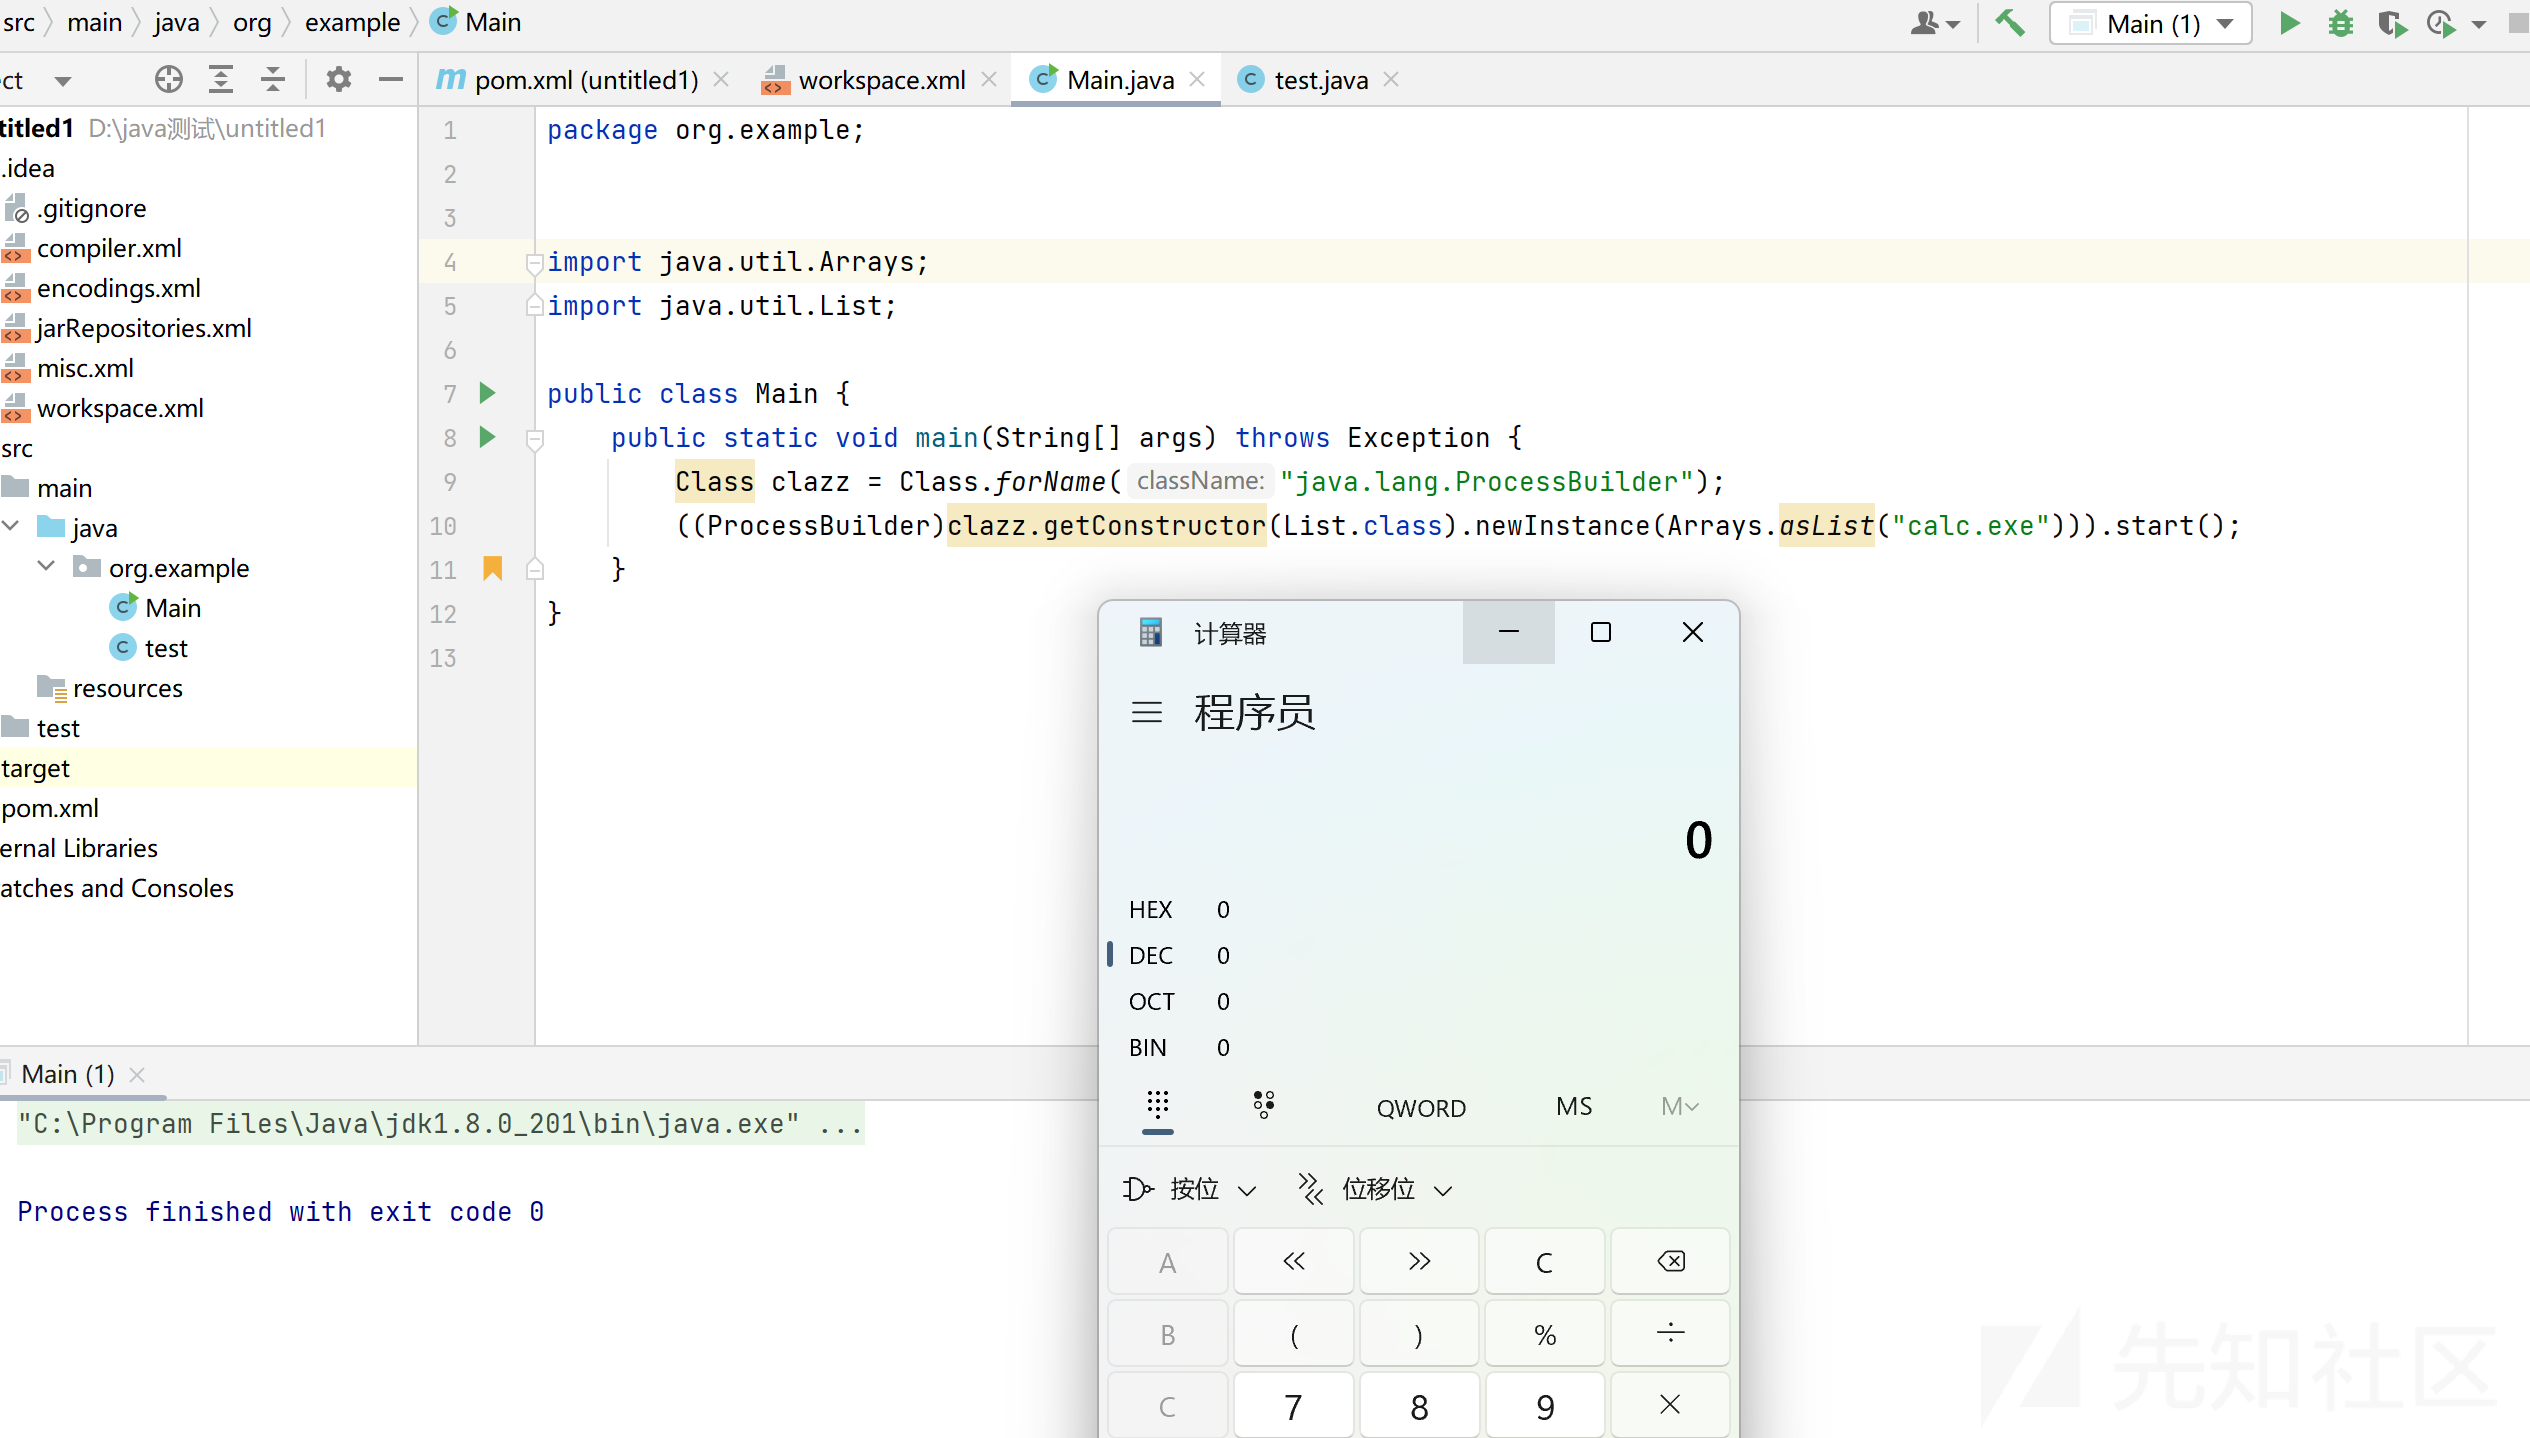 src main java org example Main
Main (1)
ct
pom.xml (untitled1) workspace.xml Main.java test.java
titled1 D:\java测试\untitled1
.idea
.gitignore
compiler.xml
encodings.xml
jarRepositories.xml
misc.xml
workspace.xml
src
main
java
org.example
Main
test
resources
test
target
pom.xml
ernal Libraries
atches and Consoles
1 package org.example;
2
3
4 import java.util.Arrays;
5 import java.util.List;
6
7 public class Main {
8 public static void main(String[] args) throws Exception {
9 Class clazz = Class.forName( className: "java.lang.ProcessBuilder");
10 ((ProcessBuilder)clazz.getConstructor(List.class).newInstance(Arrays.asList("calc.exe"))).start();
11 }
12 }
13
计算器
程序员
0
HEX 0
DEC 0
OCT 0
BIN 0
QWORD MS M
按位 位移位
A « » C
B ( ) % ÷
C 7 8 9 ×
Main (1)
"C:\Program Files\Java\jdk1.8.0_201\bin\java.exe" ...
Process finished with exit code 0
先知社区